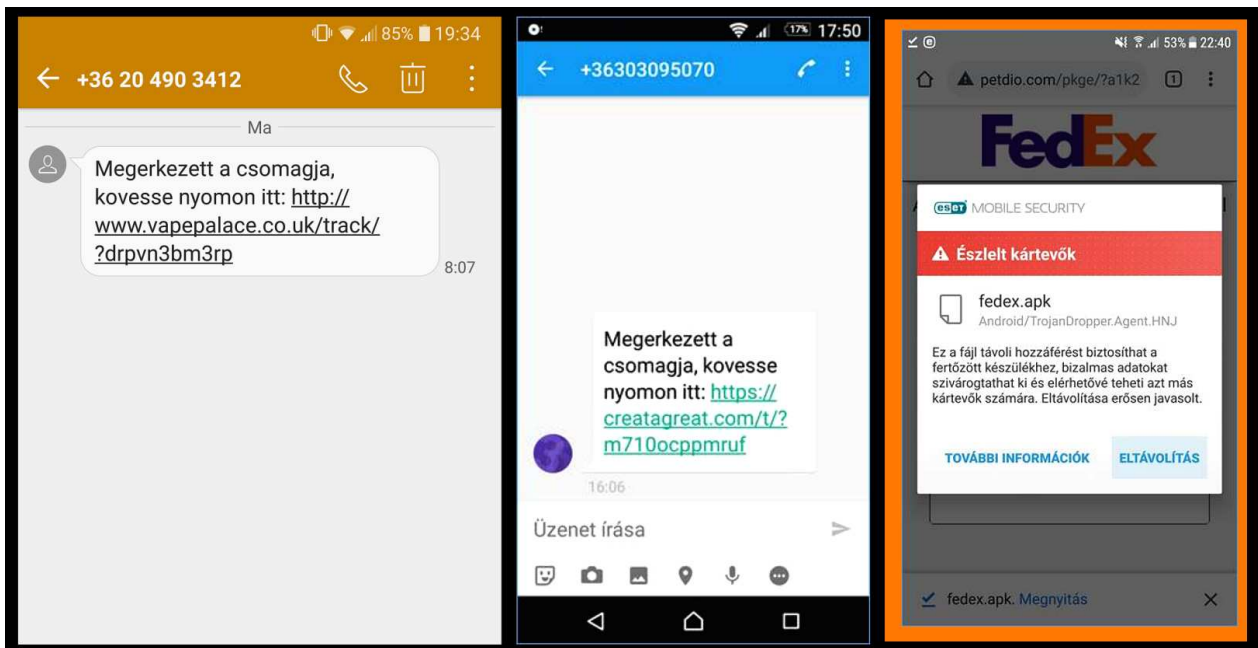 85% 19:34
+36 20 490 3412
Ma
Megerkezett a csomagja,
kovesse nyomon itt: http://
www.vapepalace.co.uk/track/
?drpvn3bm3rp
8:07
17% 17:50
+36303095070
Megerkezett a
csomagja, kovesse
nyomon itt: https://
creatagreat.com/t/?
m710ocppmruf
16:06
Üzenet írása
53% 22:40
petdio.com/pkge/?a1k2 1
FedEx
eset MOBILE SECURITY
Észlelt kártevők
fedex.apk
Android/TrojanDropper.Agent.HNJ
Ez a fájl távoli hozzáférést biztosíthat a
fertőzött készülékhez, bizalmas adatokat
szivárogtathat ki és elérhetővé teheti azt más
kártevők számára. Eltávolítása erősen javasolt.
TOVÁBBI INFORMÁCIÓK ELTÁVOLÍTÁS
fedex.apk. Megnyitás